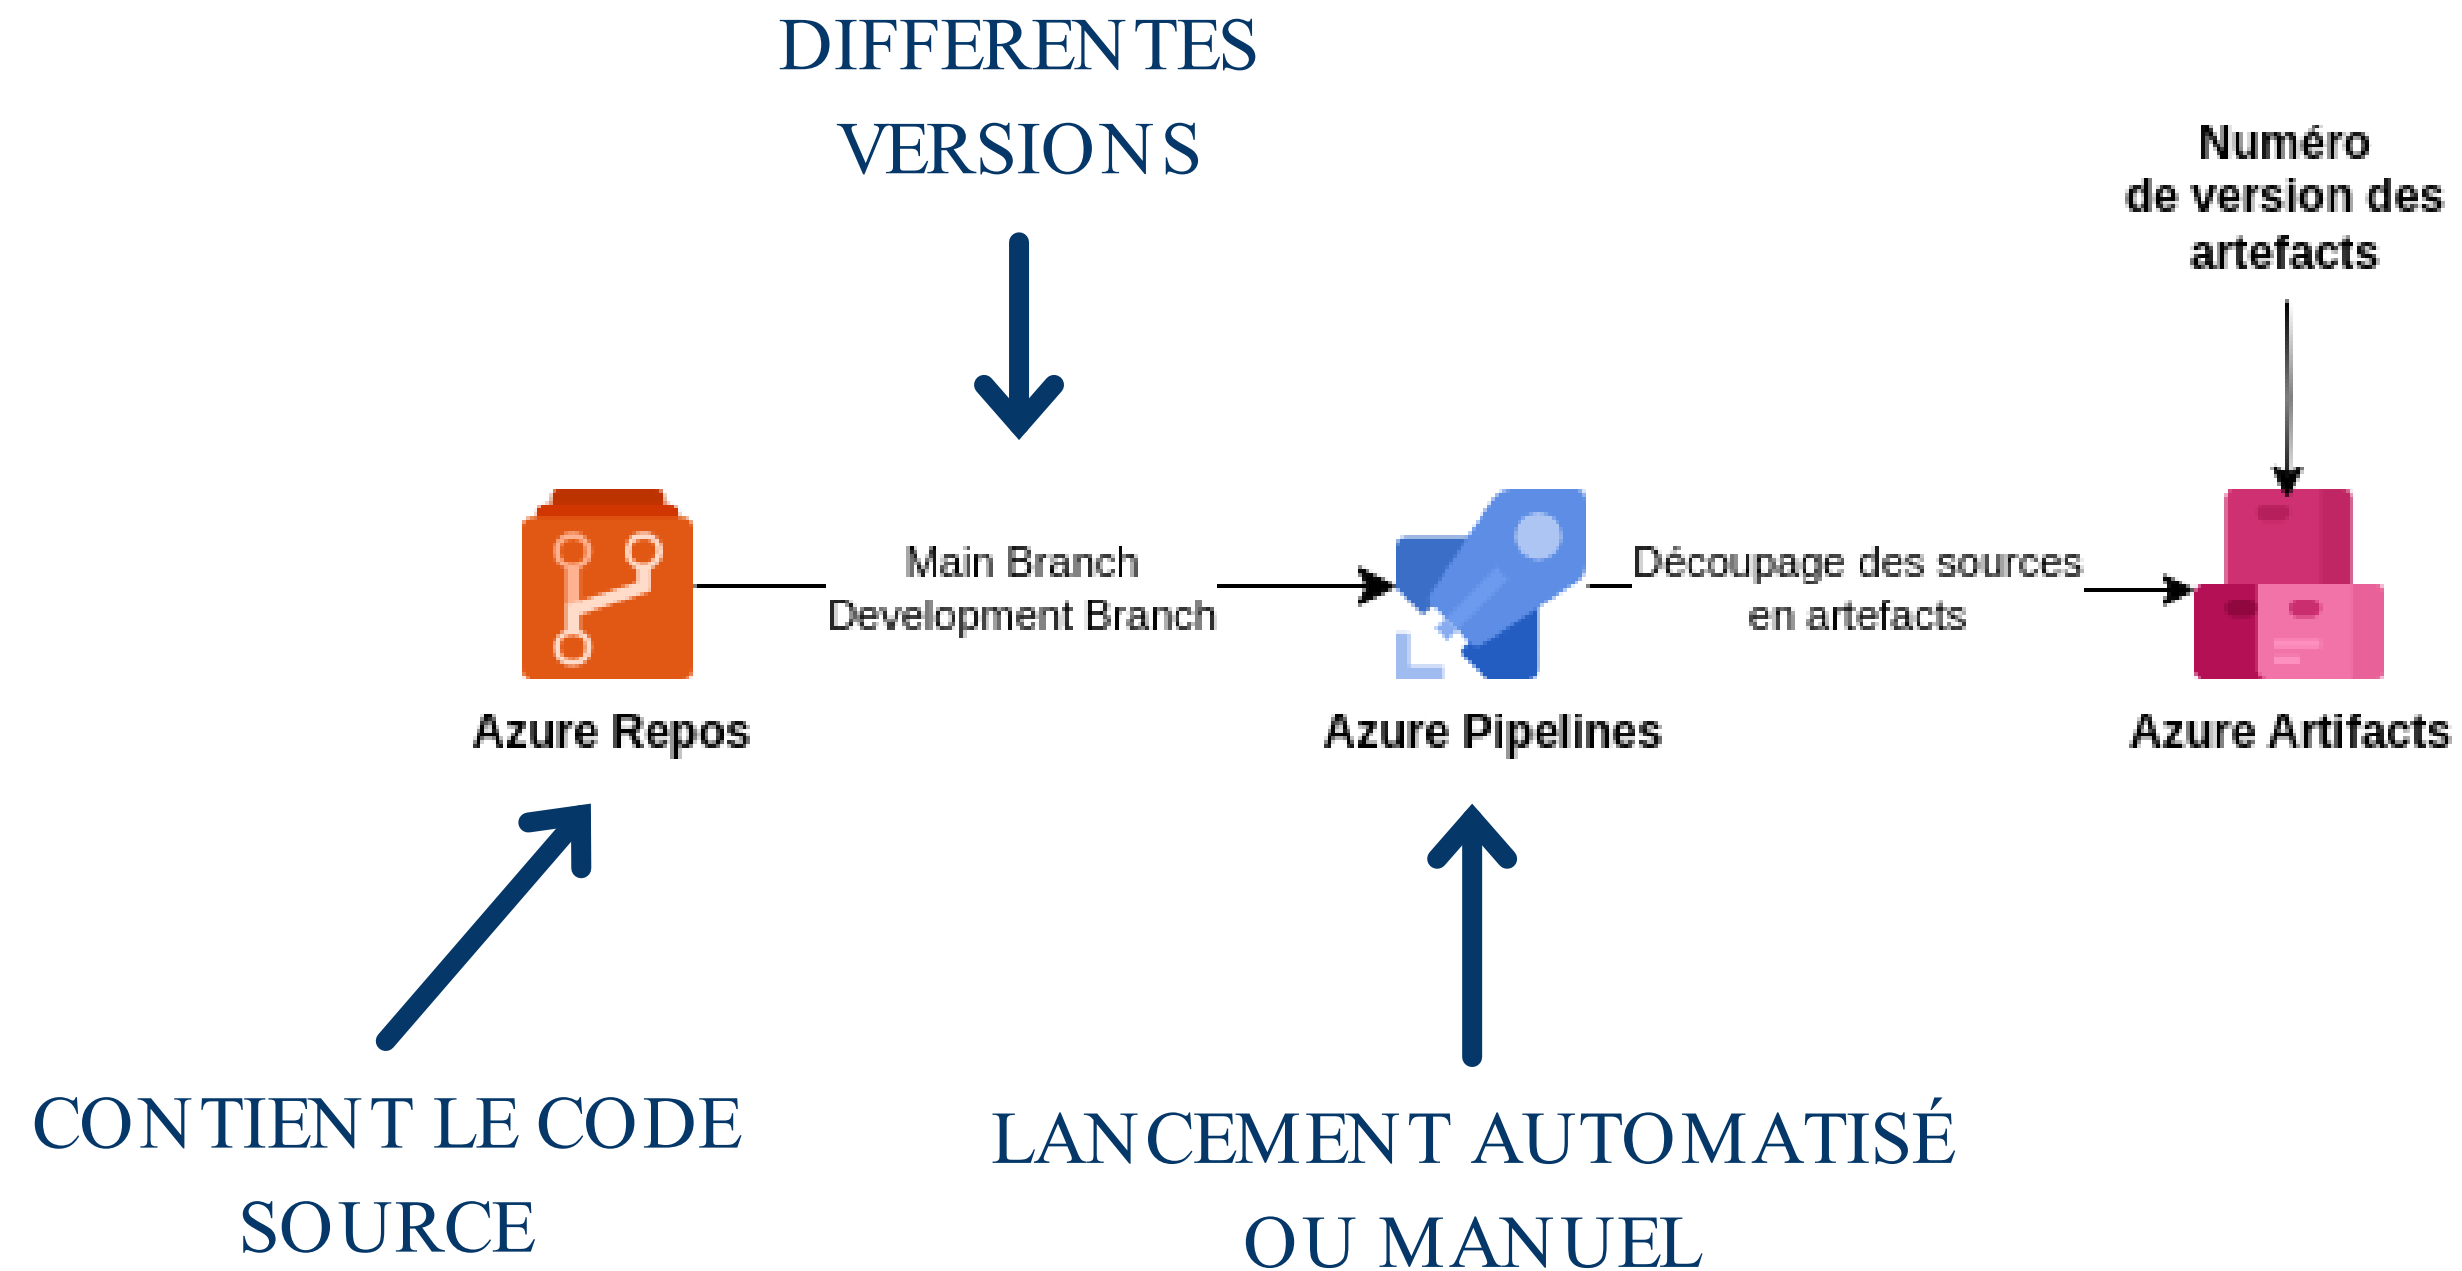 DIFFERENTES
VERSIONS
Numéro
de version des
artefacts
Main Branch
Development Branch
Découpage des sources
en artefacts
Azure Repos
Azure Pipelines
Azure Artifacts
CONTIENT LE CODE
SOURCE
LANCEMENT AUTOMATISÉ
OU MANUEL